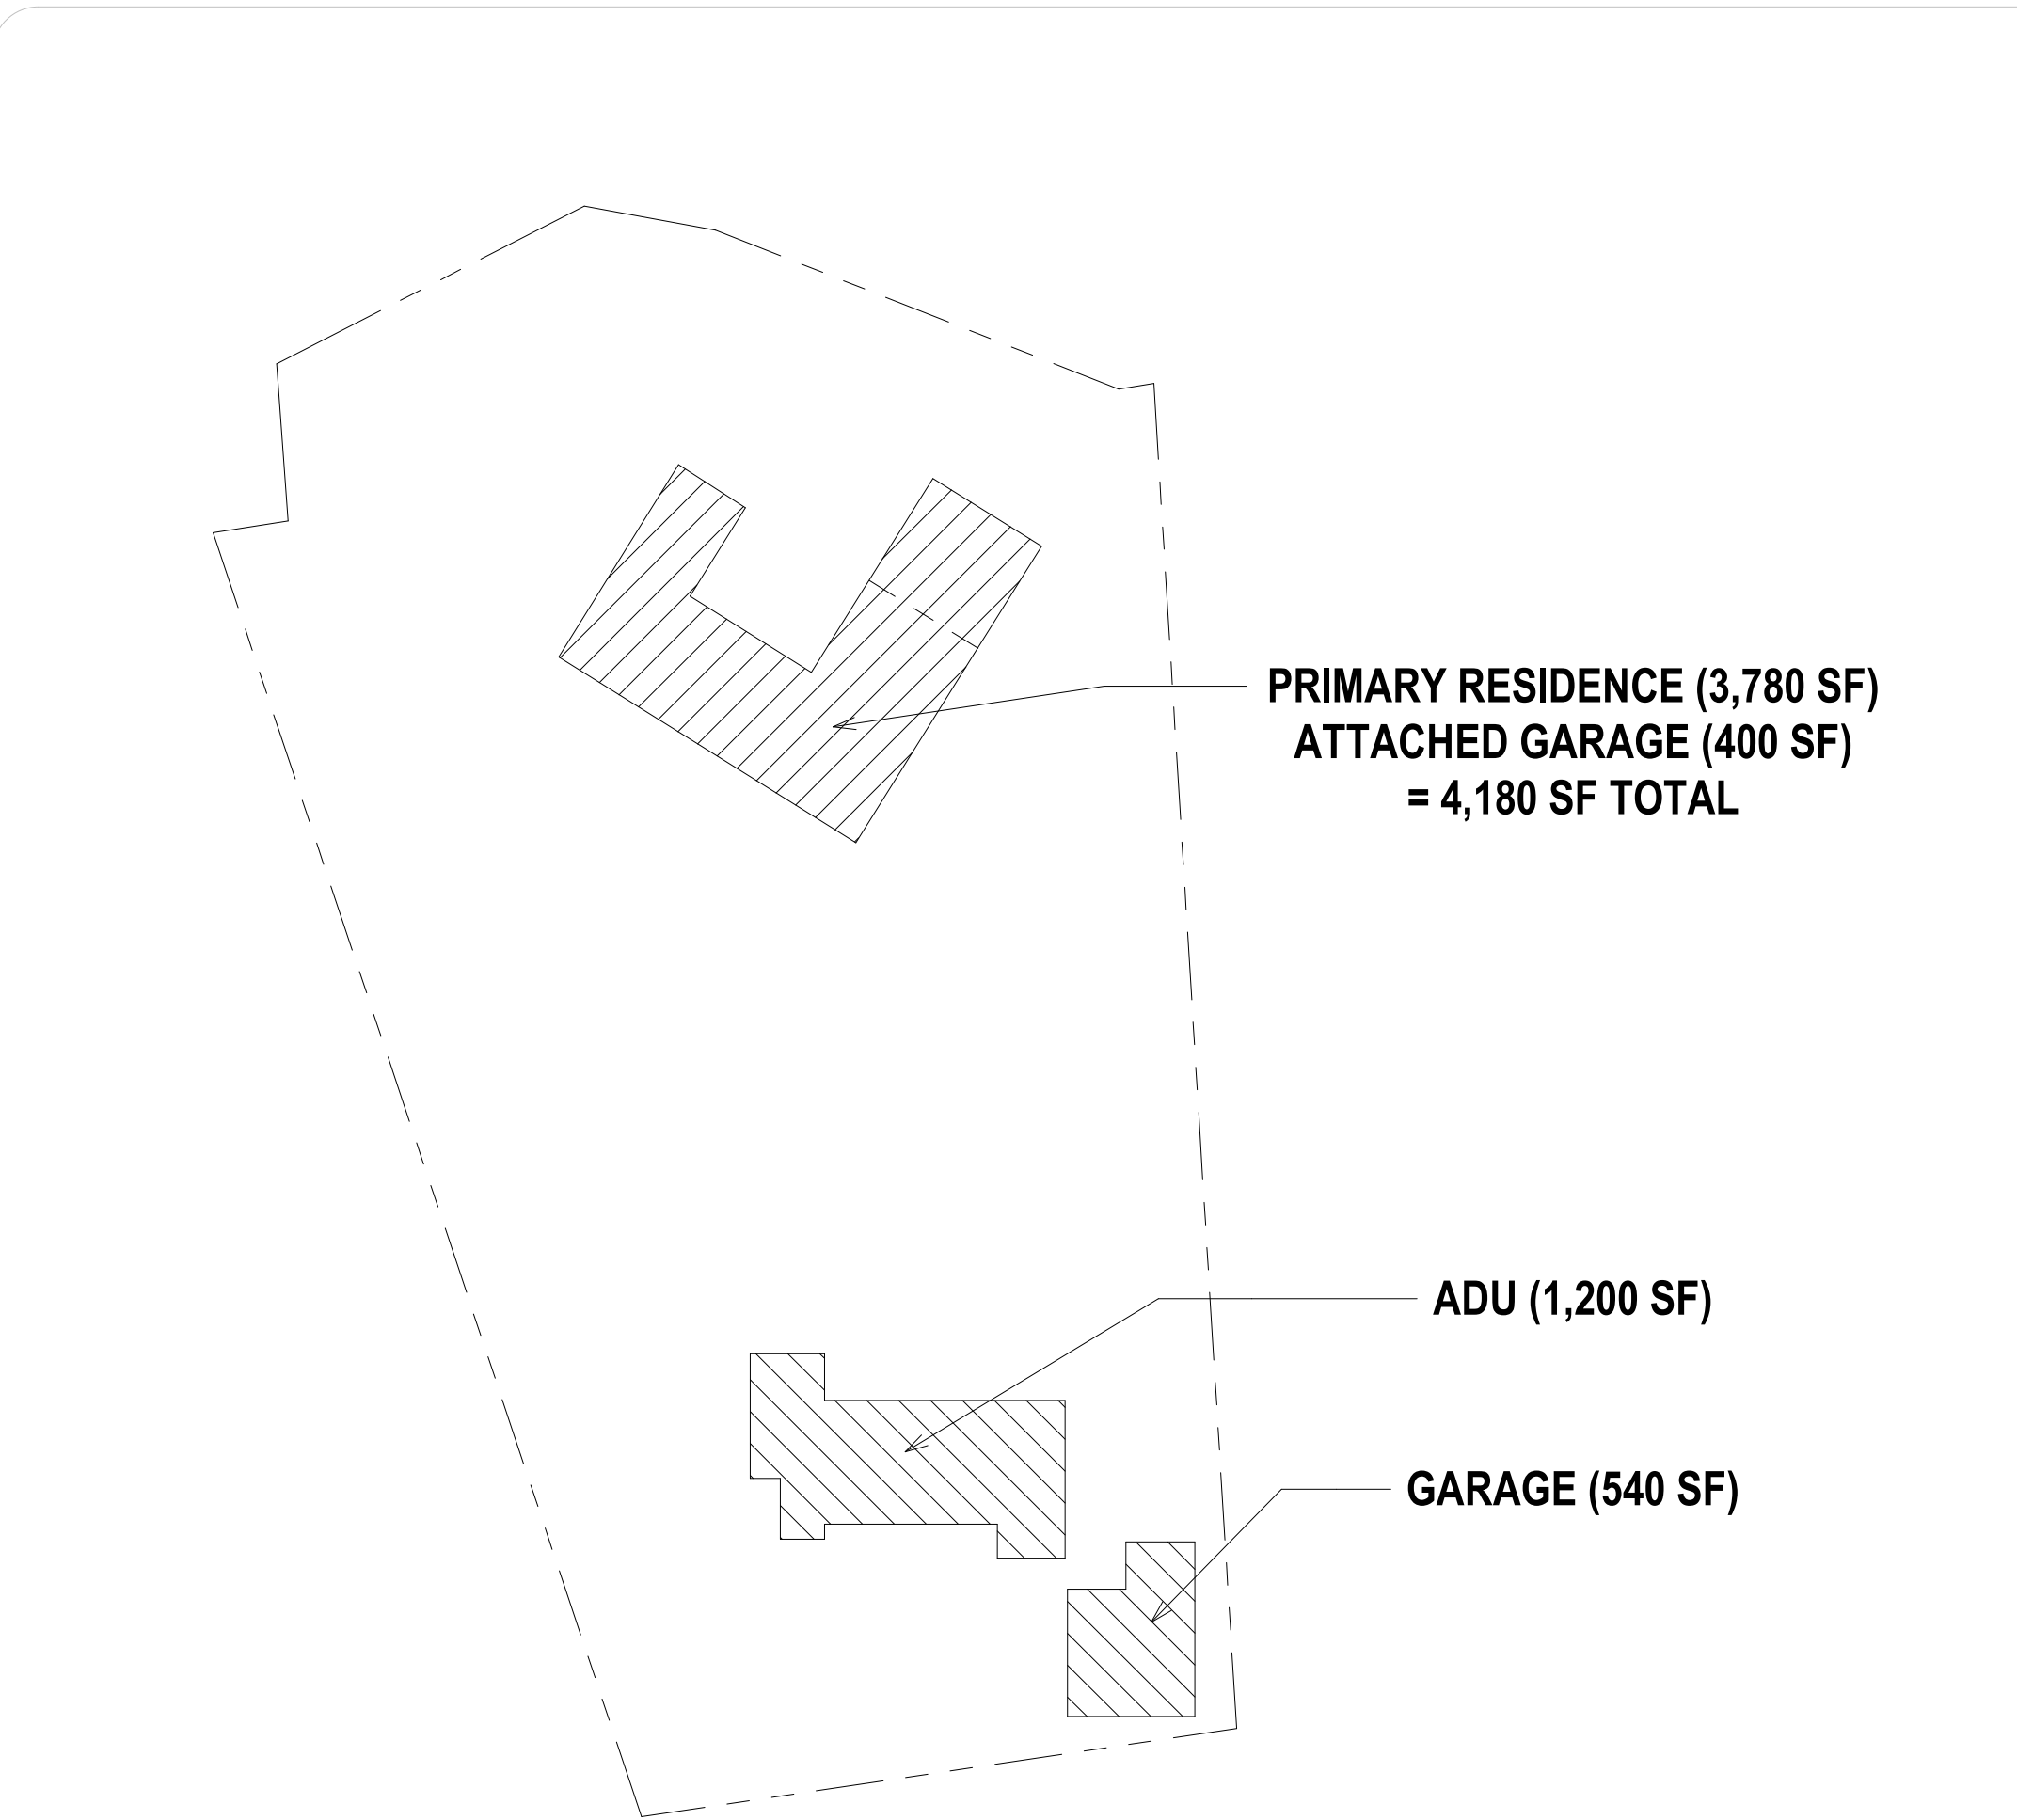 PRIMARY RESIDENCE (3,780 SF)
ATTACHED GARAGE (400 SF)
= 4,180 SF TOTAL
ADU (1,200 SF)
GARAGE (540 SF)